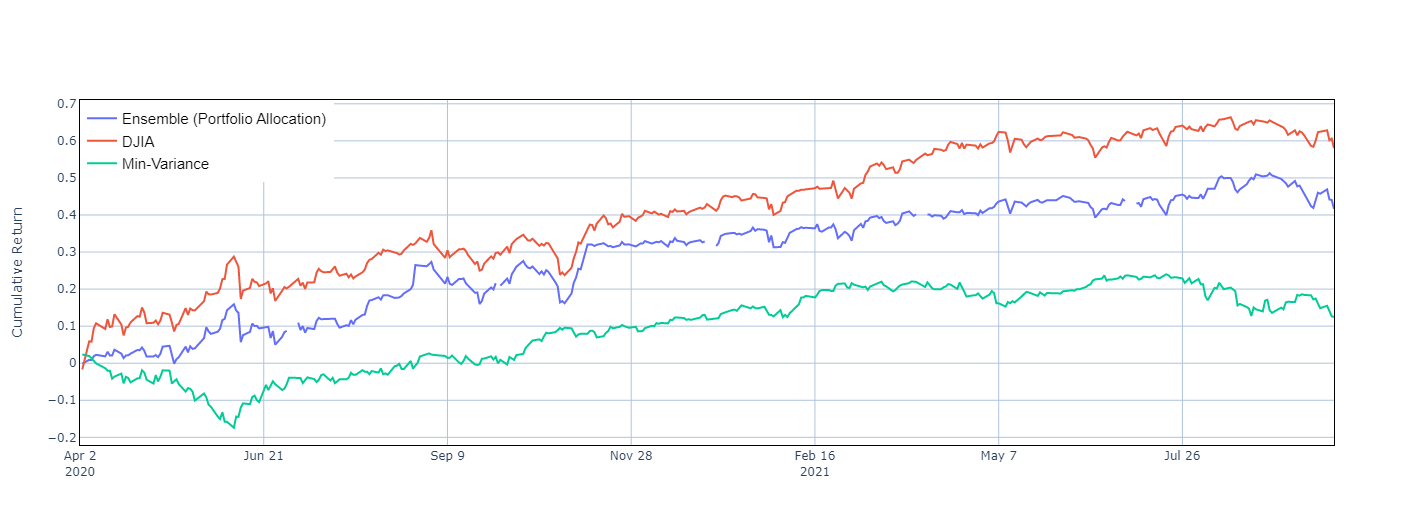 Ensemble (Portfolio Allocation)
DJIA
Min-Variance
Cumulative Return
0.7
0.6
0.5
0.4
0.3
0.2
0.1
0
−0.1
−0.2
Apr 2 Jun 21 Sep 9 Nov 28 Feb 16 May 7 Jul 26
2020 2021